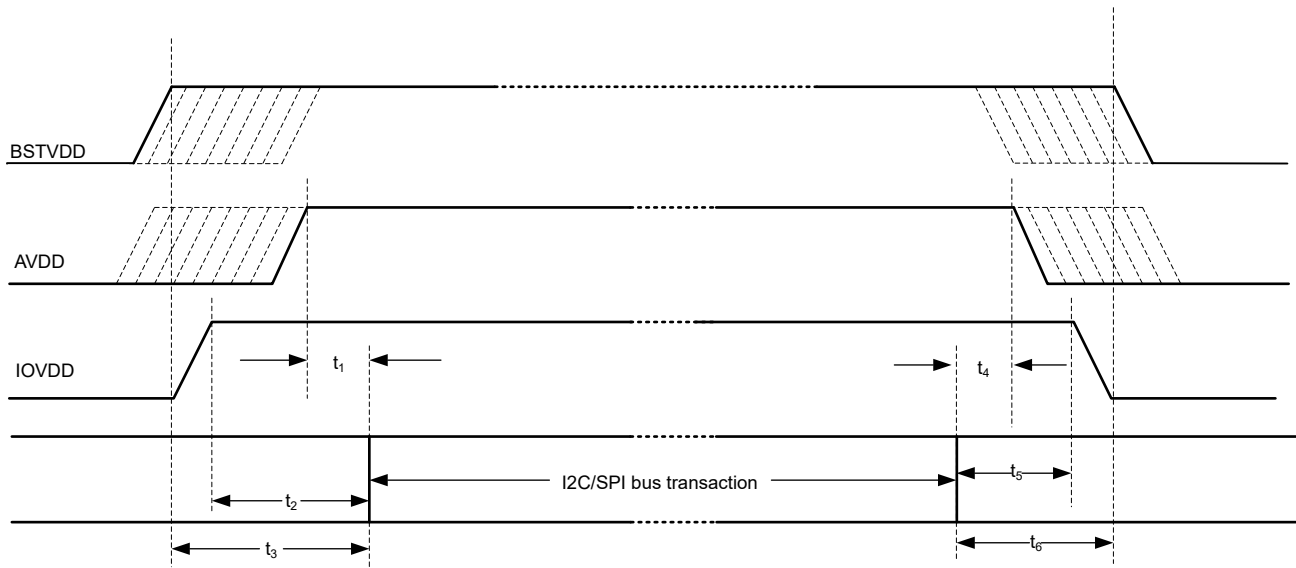 BSTVDD
AVDD
IOVDD
t₁
t₄
I2C/SPI bus transaction
t₅
t₂
t₃
t₆